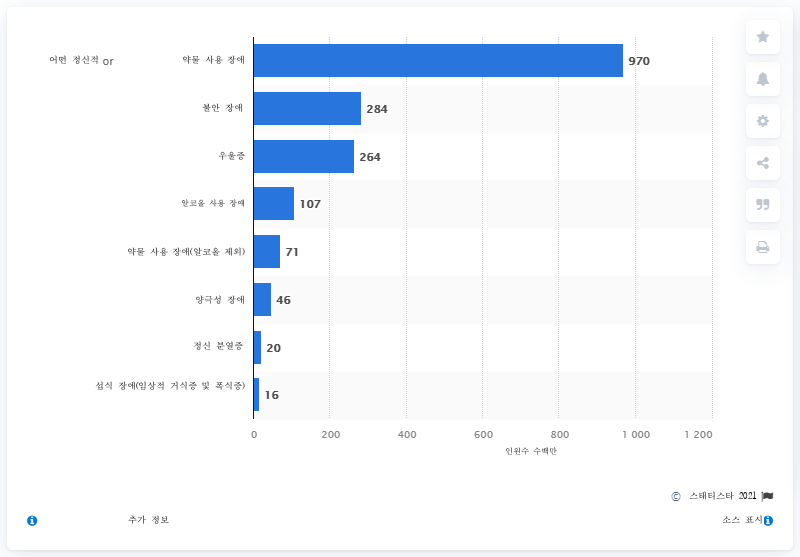 어떤 정신적 or 약물 사용 장애
970
불안 장애
284
우울증
264
알코올 사용 장애
107
약물 사용 장애(알코올 제외)
71
양극성 장애
46
정신 분열증
20
섭식 장애(임상적 거식증 및 폭식증)
16
0 200 400 600 800 1 000 1 200
인원수 수백만
© 스태티스타 2021
추가 정보
소스 표시